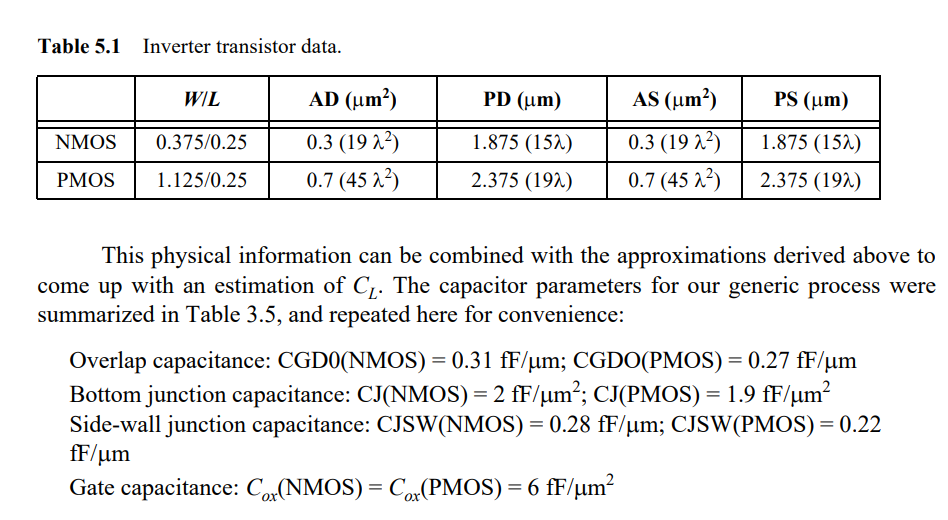 Table 5.1 Inverter transistor data.
W/L AD (μm²) PD (μm) AS (μm²) PS (μm)
NMOS 0.375/0.25 0.3 (19 λ²) 1.875 (15λ) 0.3 (19 λ²) 1.875 (15λ)
PMOS 1.125/0.25 0.7 (45 λ²) 2.375 (19λ) 0.7 (45 λ²) 2.375 (19λ)
This physical information can be combined with the approximations derived above to
come up with an estimation of C_L. The capacitor parameters for our generic process were
summarized in Table 3.5, and repeated here for convenience:
Overlap capacitance: CGD0(NMOS) = 0.31 fF/μm; CGDO(PMOS) = 0.27 fF/μm
Bottom junction capacitance: CJ(NMOS) = 2 fF/μm²; CJ(PMOS) = 1.9 fF/μm²
Side-wall junction capacitance: CJSW(NMOS) = 0.28 fF/μm; CJSW(PMOS) = 0.22
fF/μm
Gate capacitance: C_ox(NMOS) = C_ox(PMOS) = 6 fF/μm²